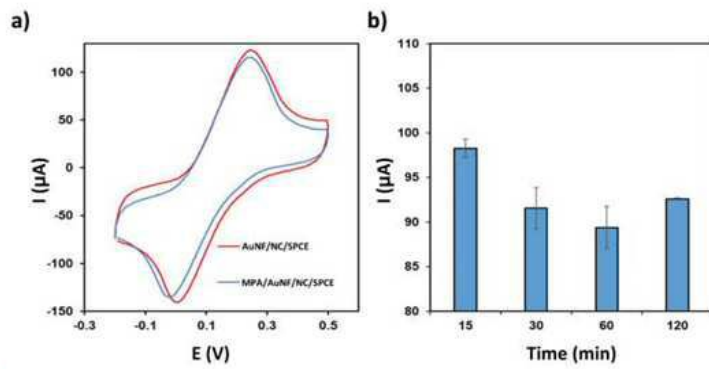 a)
100
50
0
-50
-100
-150
I (µA)
-0.3
-0.1
0.1
0.3
0.5
E (V)
AuNF/NC/SPCE
MPA/AuNF/NC/SPCE
b)
110
105
100
95
90
85
80
I (µA)
15
30
60
120
Time (min)